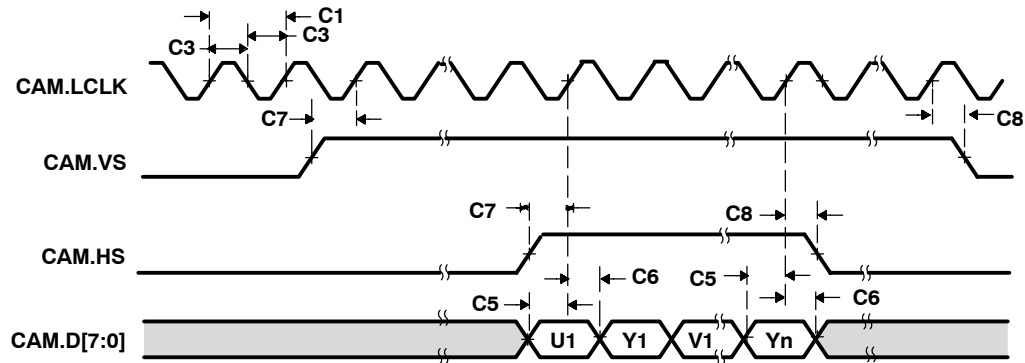 C1
C3
C3
CAM.LCLK
C7
C8
CAM.VS
C7
C8
CAM.HS
C6
C5
C5
C6
CAM.D[7:0]
U1
Y1
V1
Yn